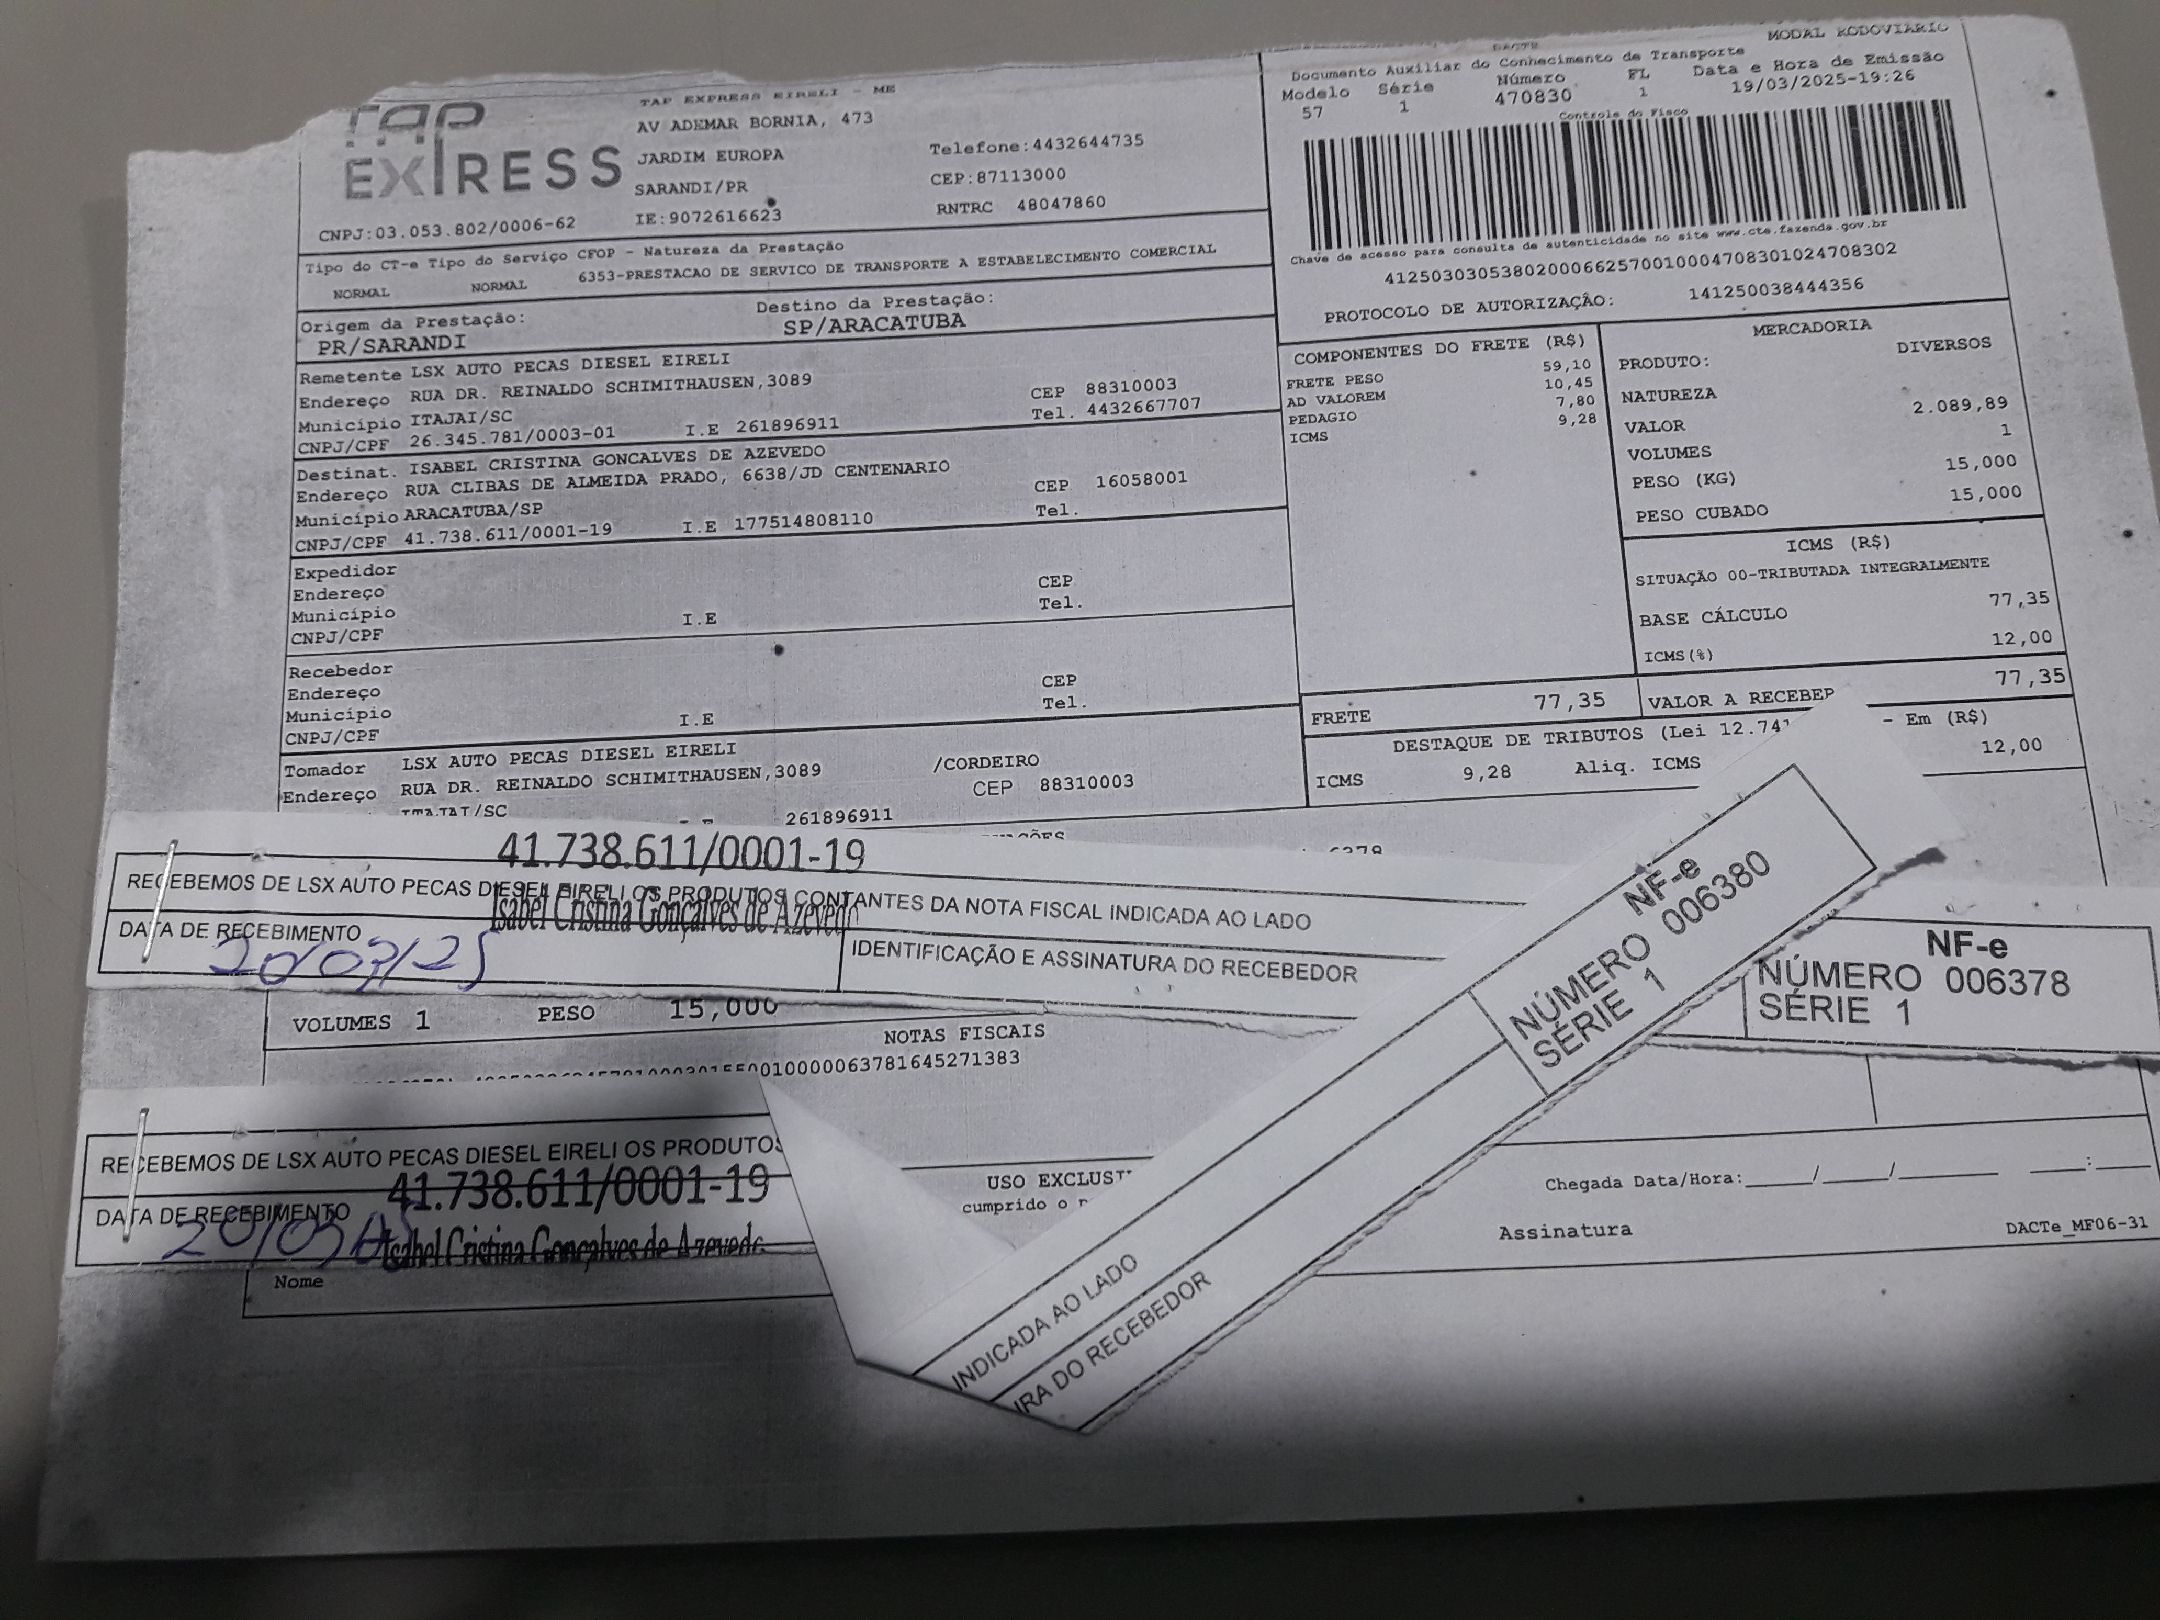 TAP
EXPRESS
TAP EXPRESS EIRELI - ME
AV ADEMAR BORNIA, 473
JARDIM EUROPA
Telefone:4432644735
SARANDI/PR
CEP:87113000
CNPJ:03.053.802/0006-62
IE:9072616623
RNTRC 48047860
DACTE
MODAL RODOVIÁRIO
Documento Auxiliar do Conhecimento de Transporte
Modelo Série Número FL Data e Hora de Emissão
57 1 470830 1 19/03/2025-19:26
Controle do Fisco
Chave de acesso para consulta de autenticidade no site www.cte.fazenda.gov.br
41250303053802000662570010004708301024708302
PROTOCOLO DE AUTORIZAÇÃO: 141250038444356
Tipo do CT-e Tipo do Serviço CFOP - Natureza da Prestação
NORMAL NORMAL 6353-PRESTACAO DE SERVICO DE TRANSPORTE A ESTABELECIMENTO COMERCIAL
Origem da Prestação: Destino da Prestação:
PR/SARANDI SP/ARACATUBA
Remetente LSX AUTO PECAS DIESEL EIRELI
Endereço RUA DR. REINALDO SCHIMITHAUSEN,3089 CEP 88310003
Município ITAJAI/SC Tel. 4432667707
CNPJ/CPF 26.345.781/0003-01 I.E 261896911
Destinat. ISABEL CRISTINA GONCALVES DE AZEVEDO
Endereço RUA CLIBAS DE ALMEIDA PRADO, 6638/JD CENTENARIO CEP 16058001
Município ARACATUBA/SP Tel.
CNPJ/CPF 41.738.611/0001-19 I.E 177514808110
Expedidor
Endereço CEP
Município Tel.
CNPJ/CPF I.E
Recebedor
Endereço CEP
Município Tel.
CNPJ/CPF I.E
Tomador LSX AUTO PECAS DIESEL EIRELI
Endereço RUA DR. REINALDO SCHIMITHAUSEN,3089 /CORDEIRO
CEP 88310003
ITAJAI/SC
261896911
COMPONENTES DO FRETE (R$)
FRETE PESO 59,10
AD VALOREM 10,45
PEDAGIO 7,80
ICMS 9,28
MERCADORIA
PRODUTO: DIVERSOS
NATUREZA
VALOR 2.089,89
VOLUMES 1
PESO (KG) 15,000
PESO CUBADO 15,000
ICMS (R$)
SITUAÇÃO 00-TRIBUTADA INTEGRALMENTE
BASE CÁLCULO 77,35
ICMS(%) 12,00
FRETE 77,35 VALOR A RECEBER 77,35
DESTAQUE DE TRIBUTOS (Lei 12.741 - Em (R$)
ICMS 9,28 Aliq. ICMS 12,00
41.738.611/0001-19
RECEBEMOS DE LSX AUTO PECAS DIESEL EIRELI OS PRODUTOS CONTANTES DA NOTA FISCAL INDICADA AO LADO
Isabel Cristina Gonçalves de Azevedo
DATA DE RECEBIMENTO
20/03/25
IDENTIFICAÇÃO E ASSINATURA DO RECEBEDOR
NF-e
NÚMERO 006378
SÉRIE 1
VOLUMES 1 PESO 15,000
NOTAS FISCAIS
NF-e
NÚMERO 006380
SÉRIE 1
INDICADA AO LADO
IRA DO RECEBEDOR
RECEBEMOS DE LSX AUTO PECAS DIESEL EIRELI OS PRODUTOS
41.738.611/0001-19
DATA DE RECEBIMENTO
Isabel Cristina Gonçalves de Azevedo
USO EXCLUSI
cumprido o
Chegada Data/Hora:_____/_____/_______ ____:____
Nome
Assinatura
DACTe_MF06-31